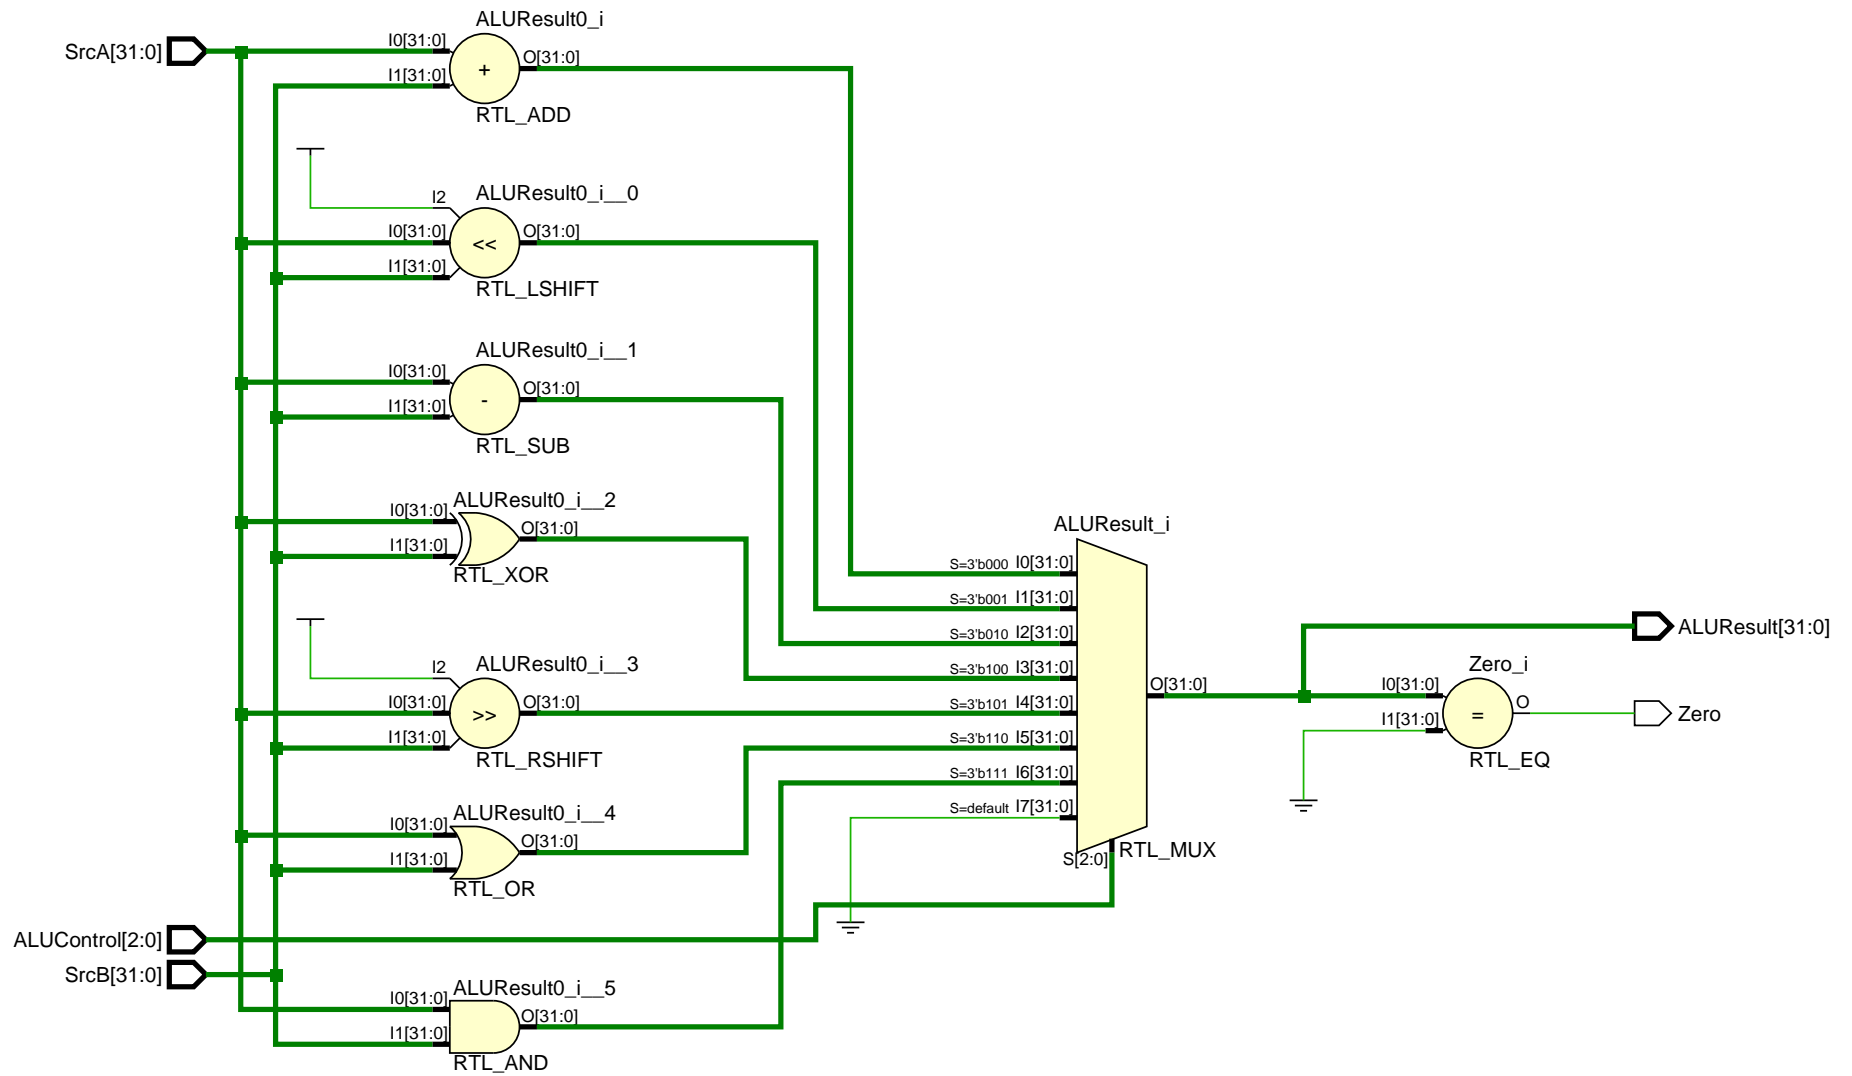 SrcA[31:0]
ALUResult0_i
I0[31:0]
I1[31:0]
+
O[31:0]
RTL_ADD
ALUResult0_i__0
I2
I0[31:0]
I1[31:0]
<<
O[31:0]
RTL_LSHIFT
ALUResult0_i__1
I0[31:0]
I1[31:0]
-
O[31:0]
RTL_SUB
ALUResult0_i__2
I0[31:0]
I1[31:0]
O[31:0]
RTL_XOR
ALUResult0_i__3
I2
I0[31:0]
I1[31:0]
>>
O[31:0]
RTL_RSHIFT
ALUResult0_i__4
I0[31:0]
I1[31:0]
O[31:0]
RTL_OR
ALUControl[2:0]
SrcB[31:0]
ALUResult0_i__5
I0[31:0]
I1[31:0]
O[31:0]
RTL_AND
ALUResult_i
S=3'b000 I0[31:0]
S=3'b001 I1[31:0]
S=3'b010 I2[31:0]
S=3'b100 I3[31:0]
S=3'b101 I4[31:0]
S=3'b110 I5[31:0]
S=3'b111 I6[31:0]
S=default I7[31:0]
S[2:0]
O[31:0]
RTL_MUX
ALUResult[31:0]
Zero_i
I0[31:0]
I1[31:0]
=
O
RTL_EQ
Zero